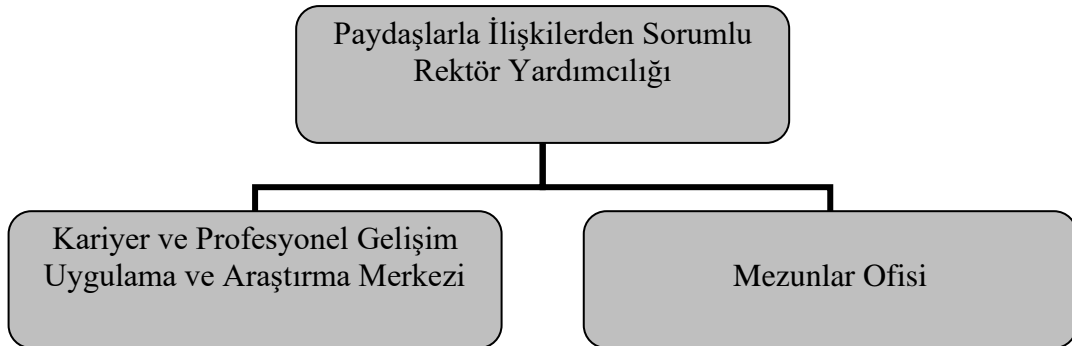 Paydaşlarla İlişkilerden Sorumlu
Rektör Yardımcılığı
Kariyer ve Profesyonel Gelişim
Uygulama ve Araştırma Merkezi
Mezunlar Ofisi